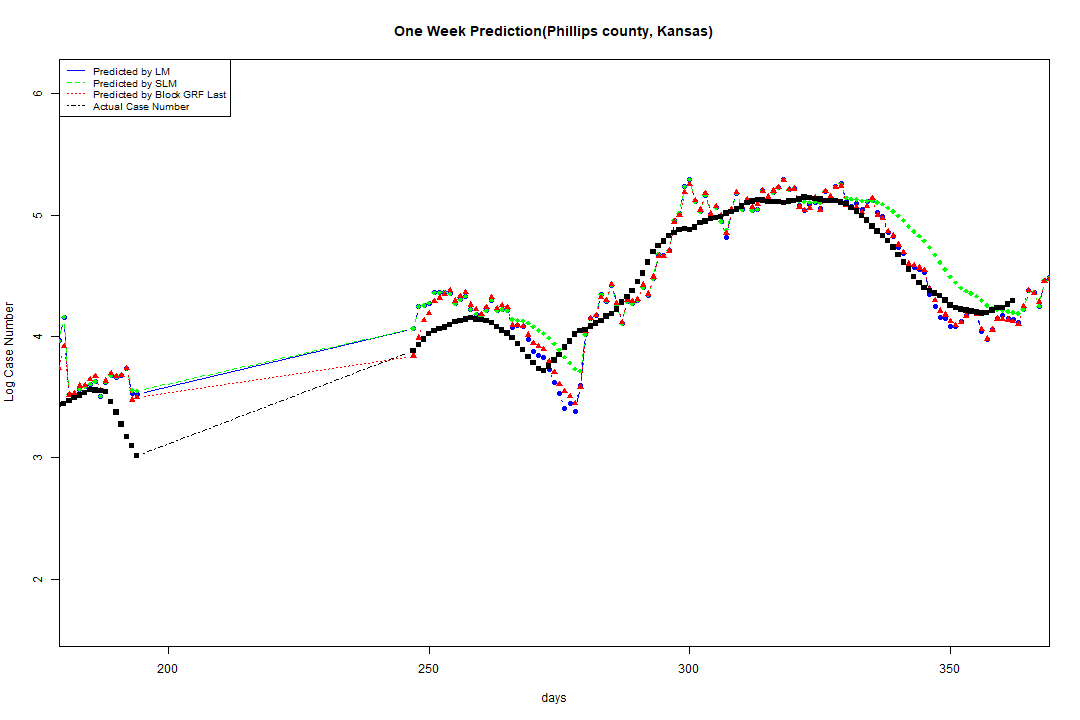 One Week Prediction(Phillips county, Kansas)
Predicted by LM
Predicted by SLM
Predicted by Block GRF Last
Actual Case Number
6
5
4
3
2
Log Case Number
200
250
300
350
days